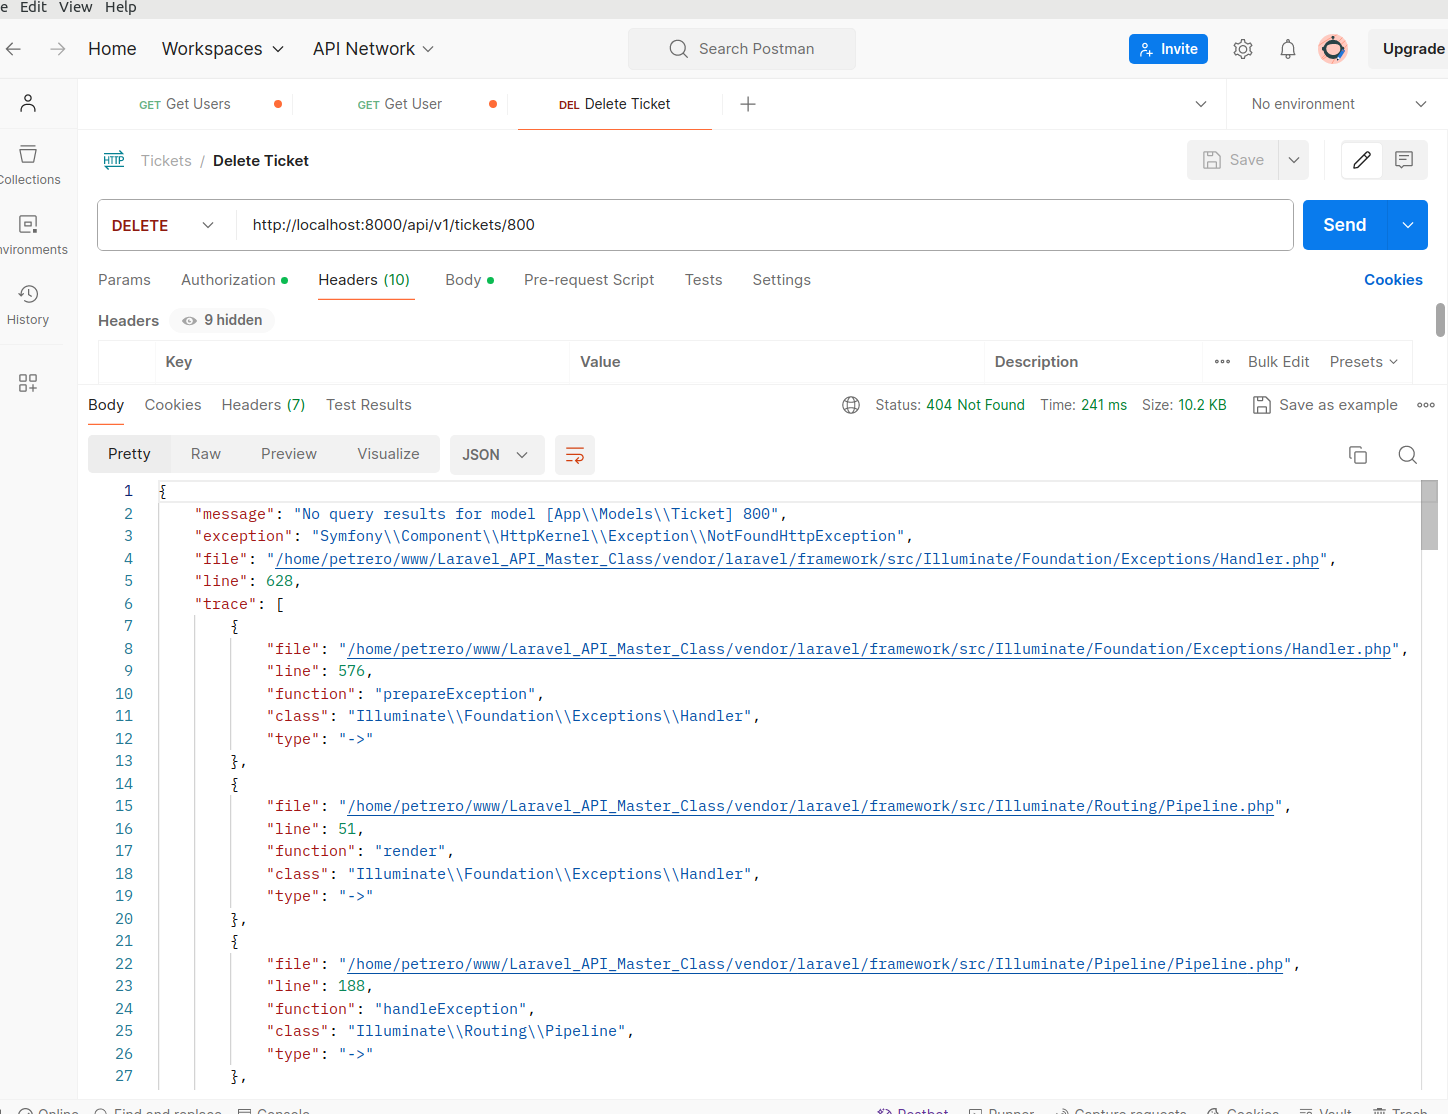 e Edit View Help
Home Workspaces API Network Search Postman Invite Upgrade
GET Get Users GET Get User DEL Delete Ticket No environment
HTTP Tickets / Delete Ticket Save
Collections
DELETE http://localhost:8000/api/v1/tickets/800 Send
nvironments
Params Authorization Headers (10) Body Pre-request Script Tests Settings Cookies
History
Headers 9 hidden
Key Value Description Bulk Edit Presets
Body Cookies Headers (7) Test Results Status: 404 Not Found Time: 241 ms Size: 10.2 KB Save as example
Pretty Raw Preview Visualize JSON
1 {
2 "message": "No query results for model [App\\Models\\Ticket] 800",
3 "exception": "Symfony\\Component\\HttpKernel\\Exception\\NotFoundHttpException",
4 "file": "/home/petrero/www/Laravel_API_Master_Class/vendor/laravel/framework/src/Illuminate/Foundation/Exceptions/Handler.php",
5 "line": 628,
6 "trace": [
7 {
8 "file": "/home/petrero/www/Laravel_API_Master_Class/vendor/laravel/framework/src/Illuminate/Foundation/Exceptions/Handler.php",
9 "line": 576,
10 "function": "prepareException",
11 "class": "Illuminate\\Foundation\\Exceptions\\Handler",
12 "type": "->"
13 },
14 {
15 "file": "/home/petrero/www/Laravel_API_Master_Class/vendor/laravel/framework/src/Illuminate/Routing/Pipeline.php",
16 "line": 51,
17 "function": "render",
18 "class": "Illuminate\\Foundation\\Exceptions\\Handler",
19 "type": "->"
20 },
21 {
22 "file": "/home/petrero/www/Laravel_API_Master_Class/vendor/laravel/framework/src/Illuminate/Pipeline/Pipeline.php",
23 "line": 188,
24 "function": "handleException",
25 "class": "Illuminate\\Routing\\Pipeline",
26 "type": "->"
27 },
Online Find and replace Console Postbot Runner Capture requests Cookies Vault Trash